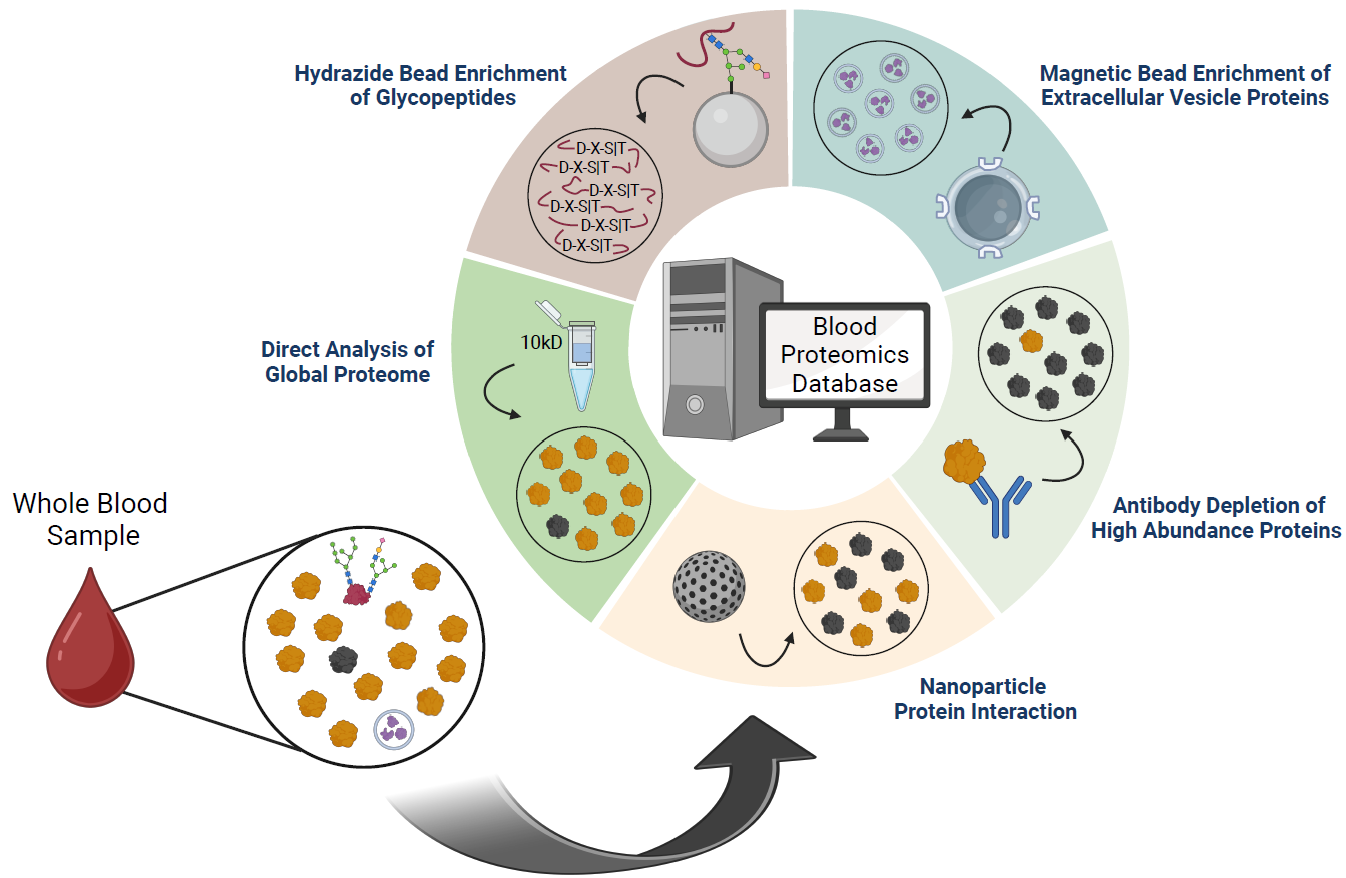 Hydrazide Bead Enrichment
of Glycopeptides
Magnetic Bead Enrichment of
Extracellular Vesicle Proteins
D-X-S|T
D-X-S|T
D-X-S|T
D-X-S|T
D-X-S|T
D-X-S|T
Direct Analysis of
Global Proteome
10kD
Blood
Proteomics
Database
Antibody Depletion of
High Abundance Proteins
Whole Blood
Sample
Nanoparticle
Protein Interaction